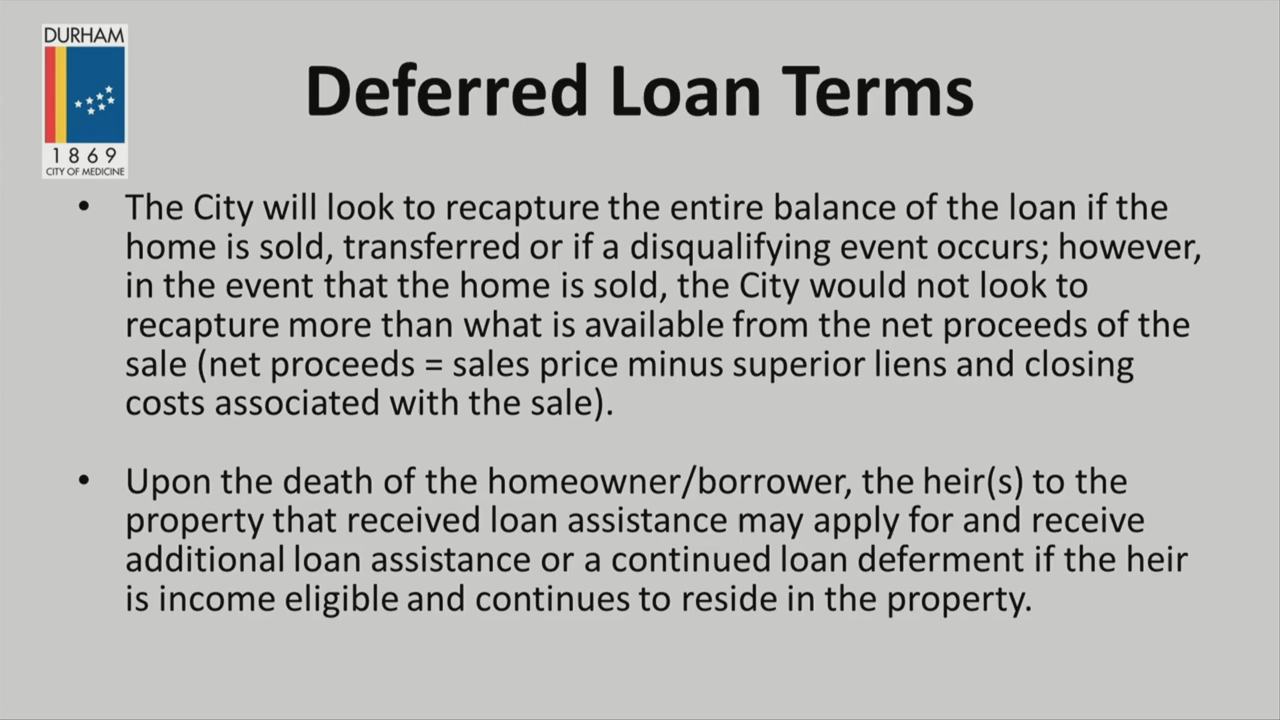 DURHAM
1869
CITY OF MEDICINE
Deferred Loan Terms
• The City will look to recapture the entire balance of the loan if the
home is sold, transferred or if a disqualifying event occurs; however,
in the event that the home is sold, the City would not look to
recapture more than what is available from the net proceeds of the
sale (net proceeds = sales price minus superior liens and closing
costs associated with the sale).
• Upon the death of the homeowner/borrower, the heir(s) to the
property that received loan assistance may apply for and receive
additional loan assistance or a continued loan deferment if the heir
is income eligible and continues to reside in the property.